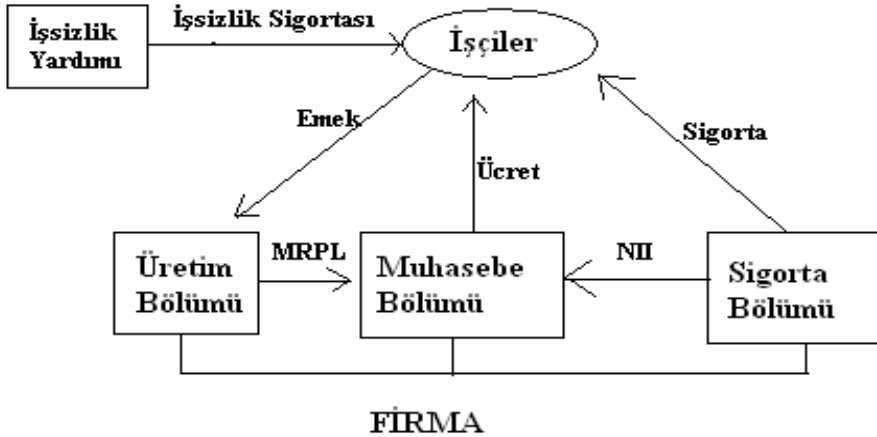 İşsizlik
Yardımı
İşsizlik Sigortası
İşçiler
Emek
Ücret
Sigorta
Üretim
Bölümü
MRPL
Muhasebe
Bölümü
NII
Sigorta
Bölümü
FİRMA